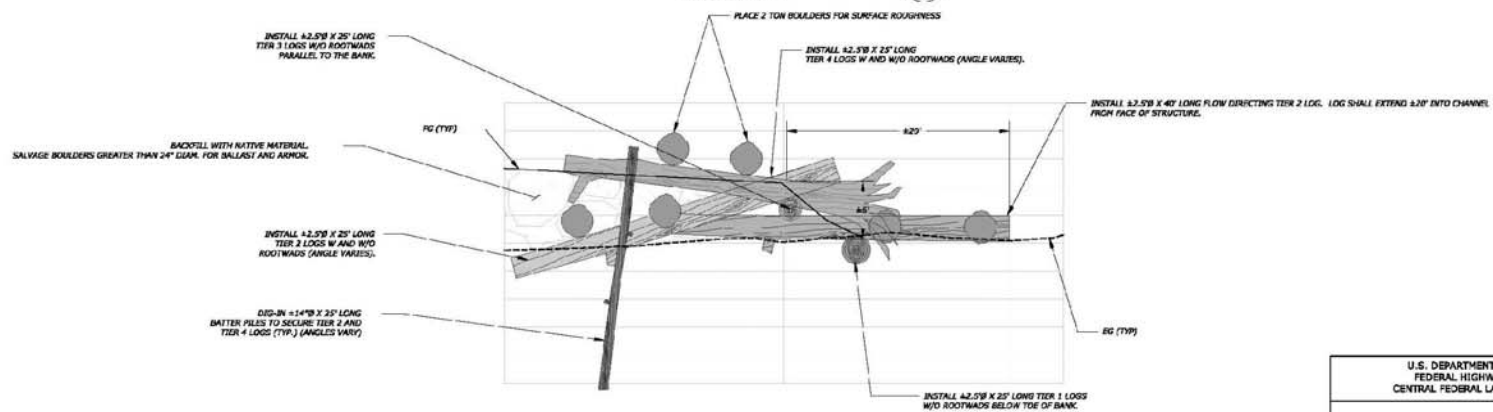 PLACE 2 TON BOULDERS FOR SURFACE ROUGHNESS
INSTALL ±2.5'Ø X 25' LONG
TIER 3 LOGS W/O ROOTWADS
PARALLEL TO THE BANK.
INSTALL ±2.5'Ø X 25' LONG
TIER 4 LOGS W AND W/O ROOTWADS (ANGLE VARIES).
INSTALL ±2.5'Ø X 40' LONG FLOW DIRECTING TIER 2 LOG. LOG SHALL EXTEND ±20' INTO CHANNEL
FROM FACE OF STRUCTURE.
FG (TYP)
±20'
BACKFILL WITH NATIVE MATERIAL.
SALVAGE BOULDERS GREATER THAN 24" DIAM. FOR BALLAST AND ARMOR.
±6'
INSTALL ±2.5'Ø X 25' LONG
TIER 2 LOGS W AND W/O
ROOTWADS (ANGLE VARIES).
DIG-IN ±14"Ø X 25' LONG
BATTER PILES TO SECURE TIER 2 AND
TIER 4 LOGS (TYP.) (ANGLES VARY)
EG (TYP)
INSTALL ±2.5'Ø X 25' LONG TIER 1 LOGS
W/O ROOTWADS BELOW TOE OF BANK.
U.S. DEPARTMENT
FEDERAL HIGHW
CENTRAL FEDERAL LA